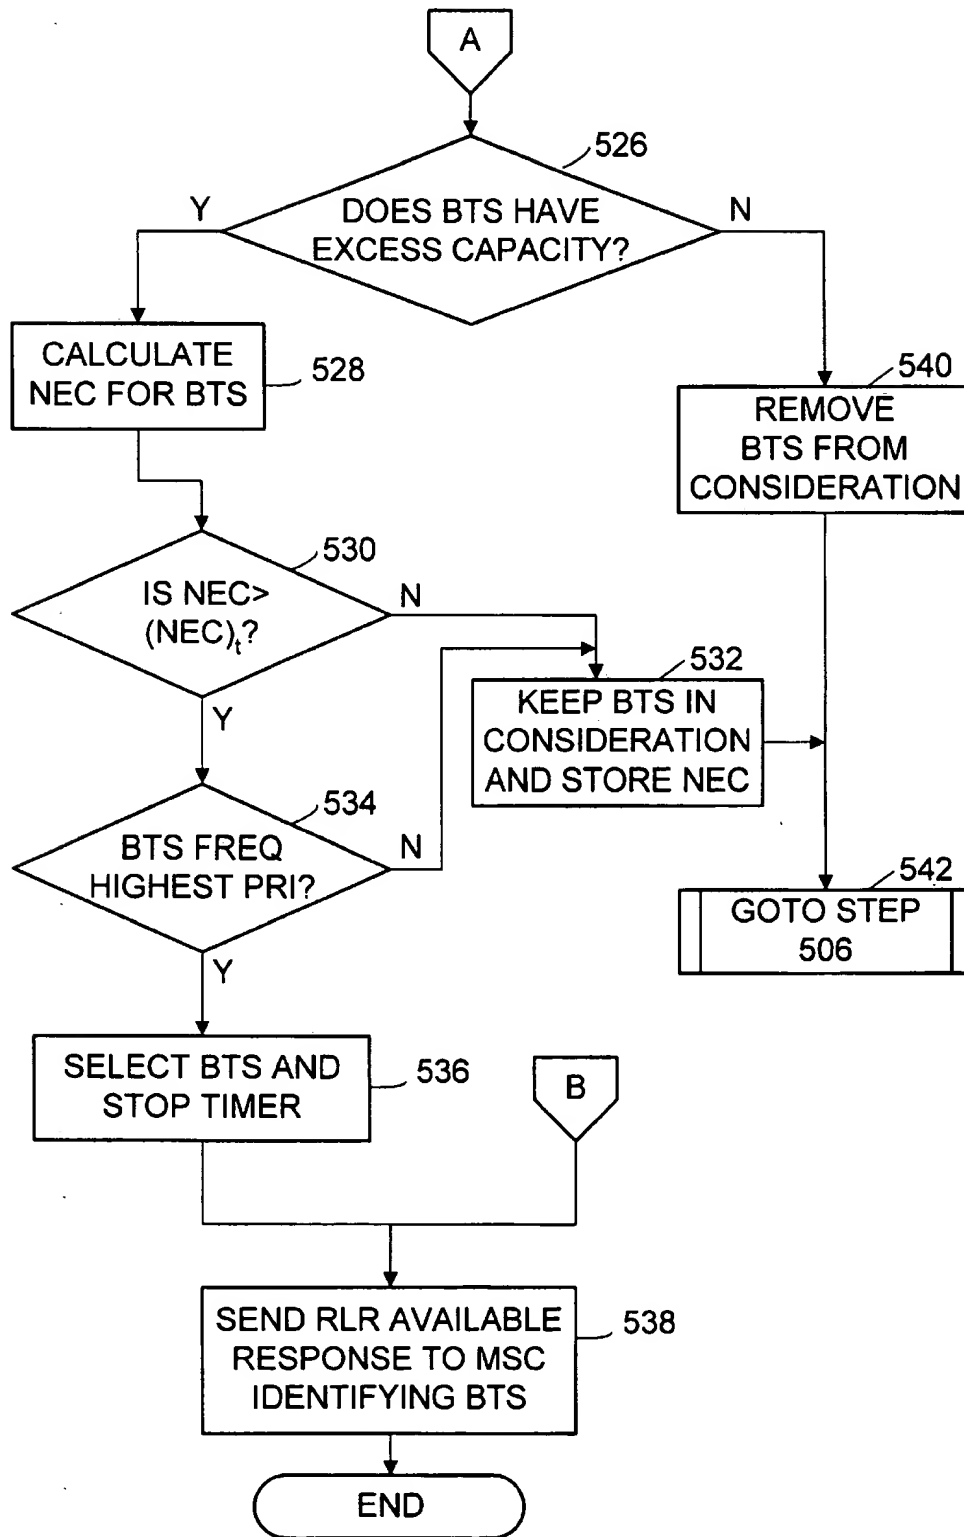 A
526
DOES BTS HAVE
EXCESS CAPACITY?
Y
N
CALCULATE
NEC FOR BTS
528
540
REMOVE
BTS FROM
CONSIDERATION
530
IS NEC>
(NEC)t?
N
Y
532
KEEP BTS IN
CONSIDERATION
AND STORE NEC
534
BTS FREQ
HIGHEST PRI?
N
Y
542
GOTO STEP
506
SELECT BTS AND
STOP TIMER
536
B
SEND RLR AVAILABLE
RESPONSE TO MSC
IDENTIFYING BTS
538
END